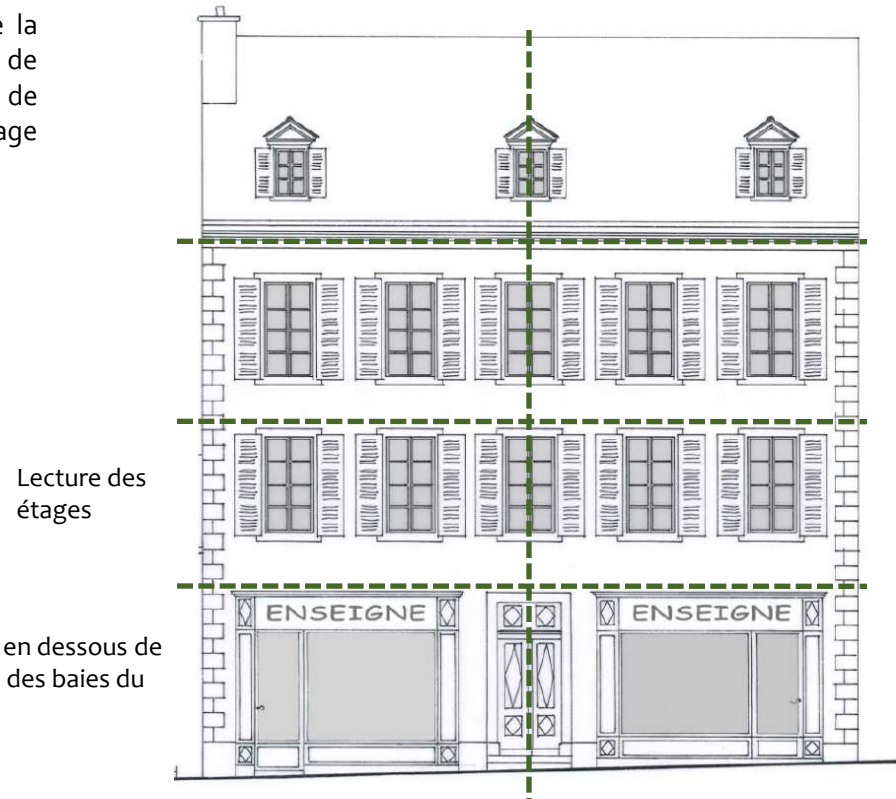 e la
de
de
age
Lecture des
étages
ENSEIGNE
ENSEIGNE
en dessous de
des baies du